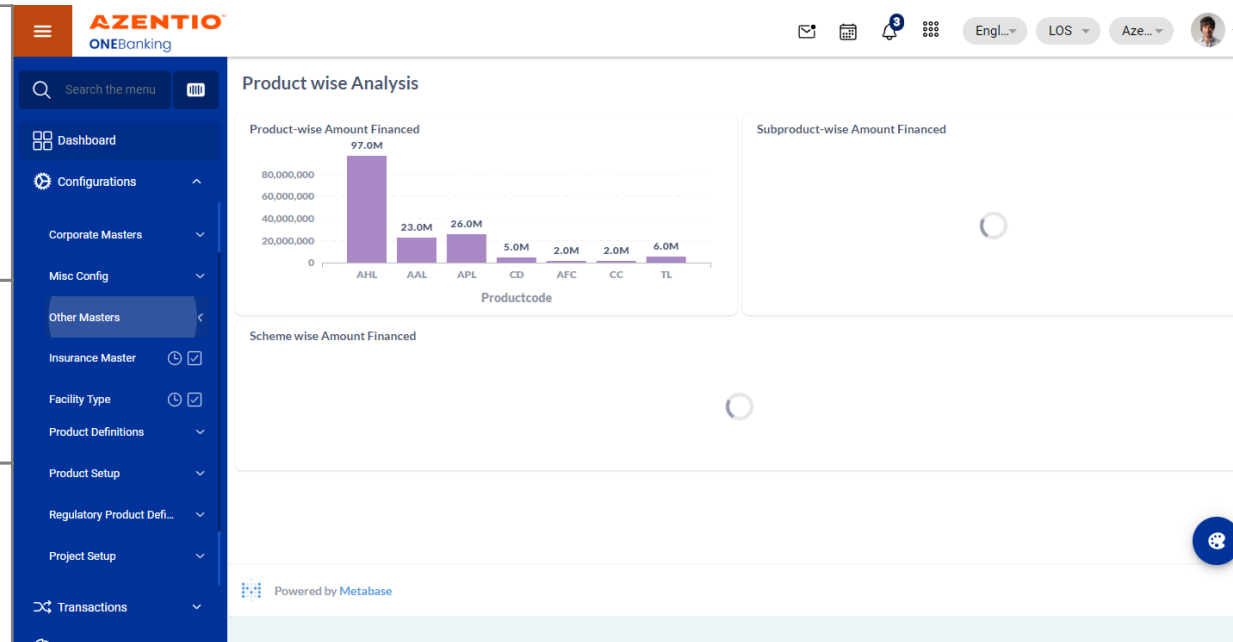 AZENTIO
ONEBanking
3
Engl...
LOS
Aze...
Search the menu
Dashboard
Configurations
Corporate Masters
Misc Config
Other Masters
Insurance Master
Facility Type
Product Definitions
Product Setup
Regulatory Product Defi...
Project Setup
Transactions
Product wise Analysis
Product-wise Amount Financed
97.0M
80,000,000
60,000,000
40,000,000
20,000,000
0
23.0M
26.0M
5.0M
2.0M
2.0M
6.0M
AHL AAL APL CD AFC CC TL
Productcode
Subproduct-wise Amount Financed
Scheme wise Amount Financed
Powered by Metabase